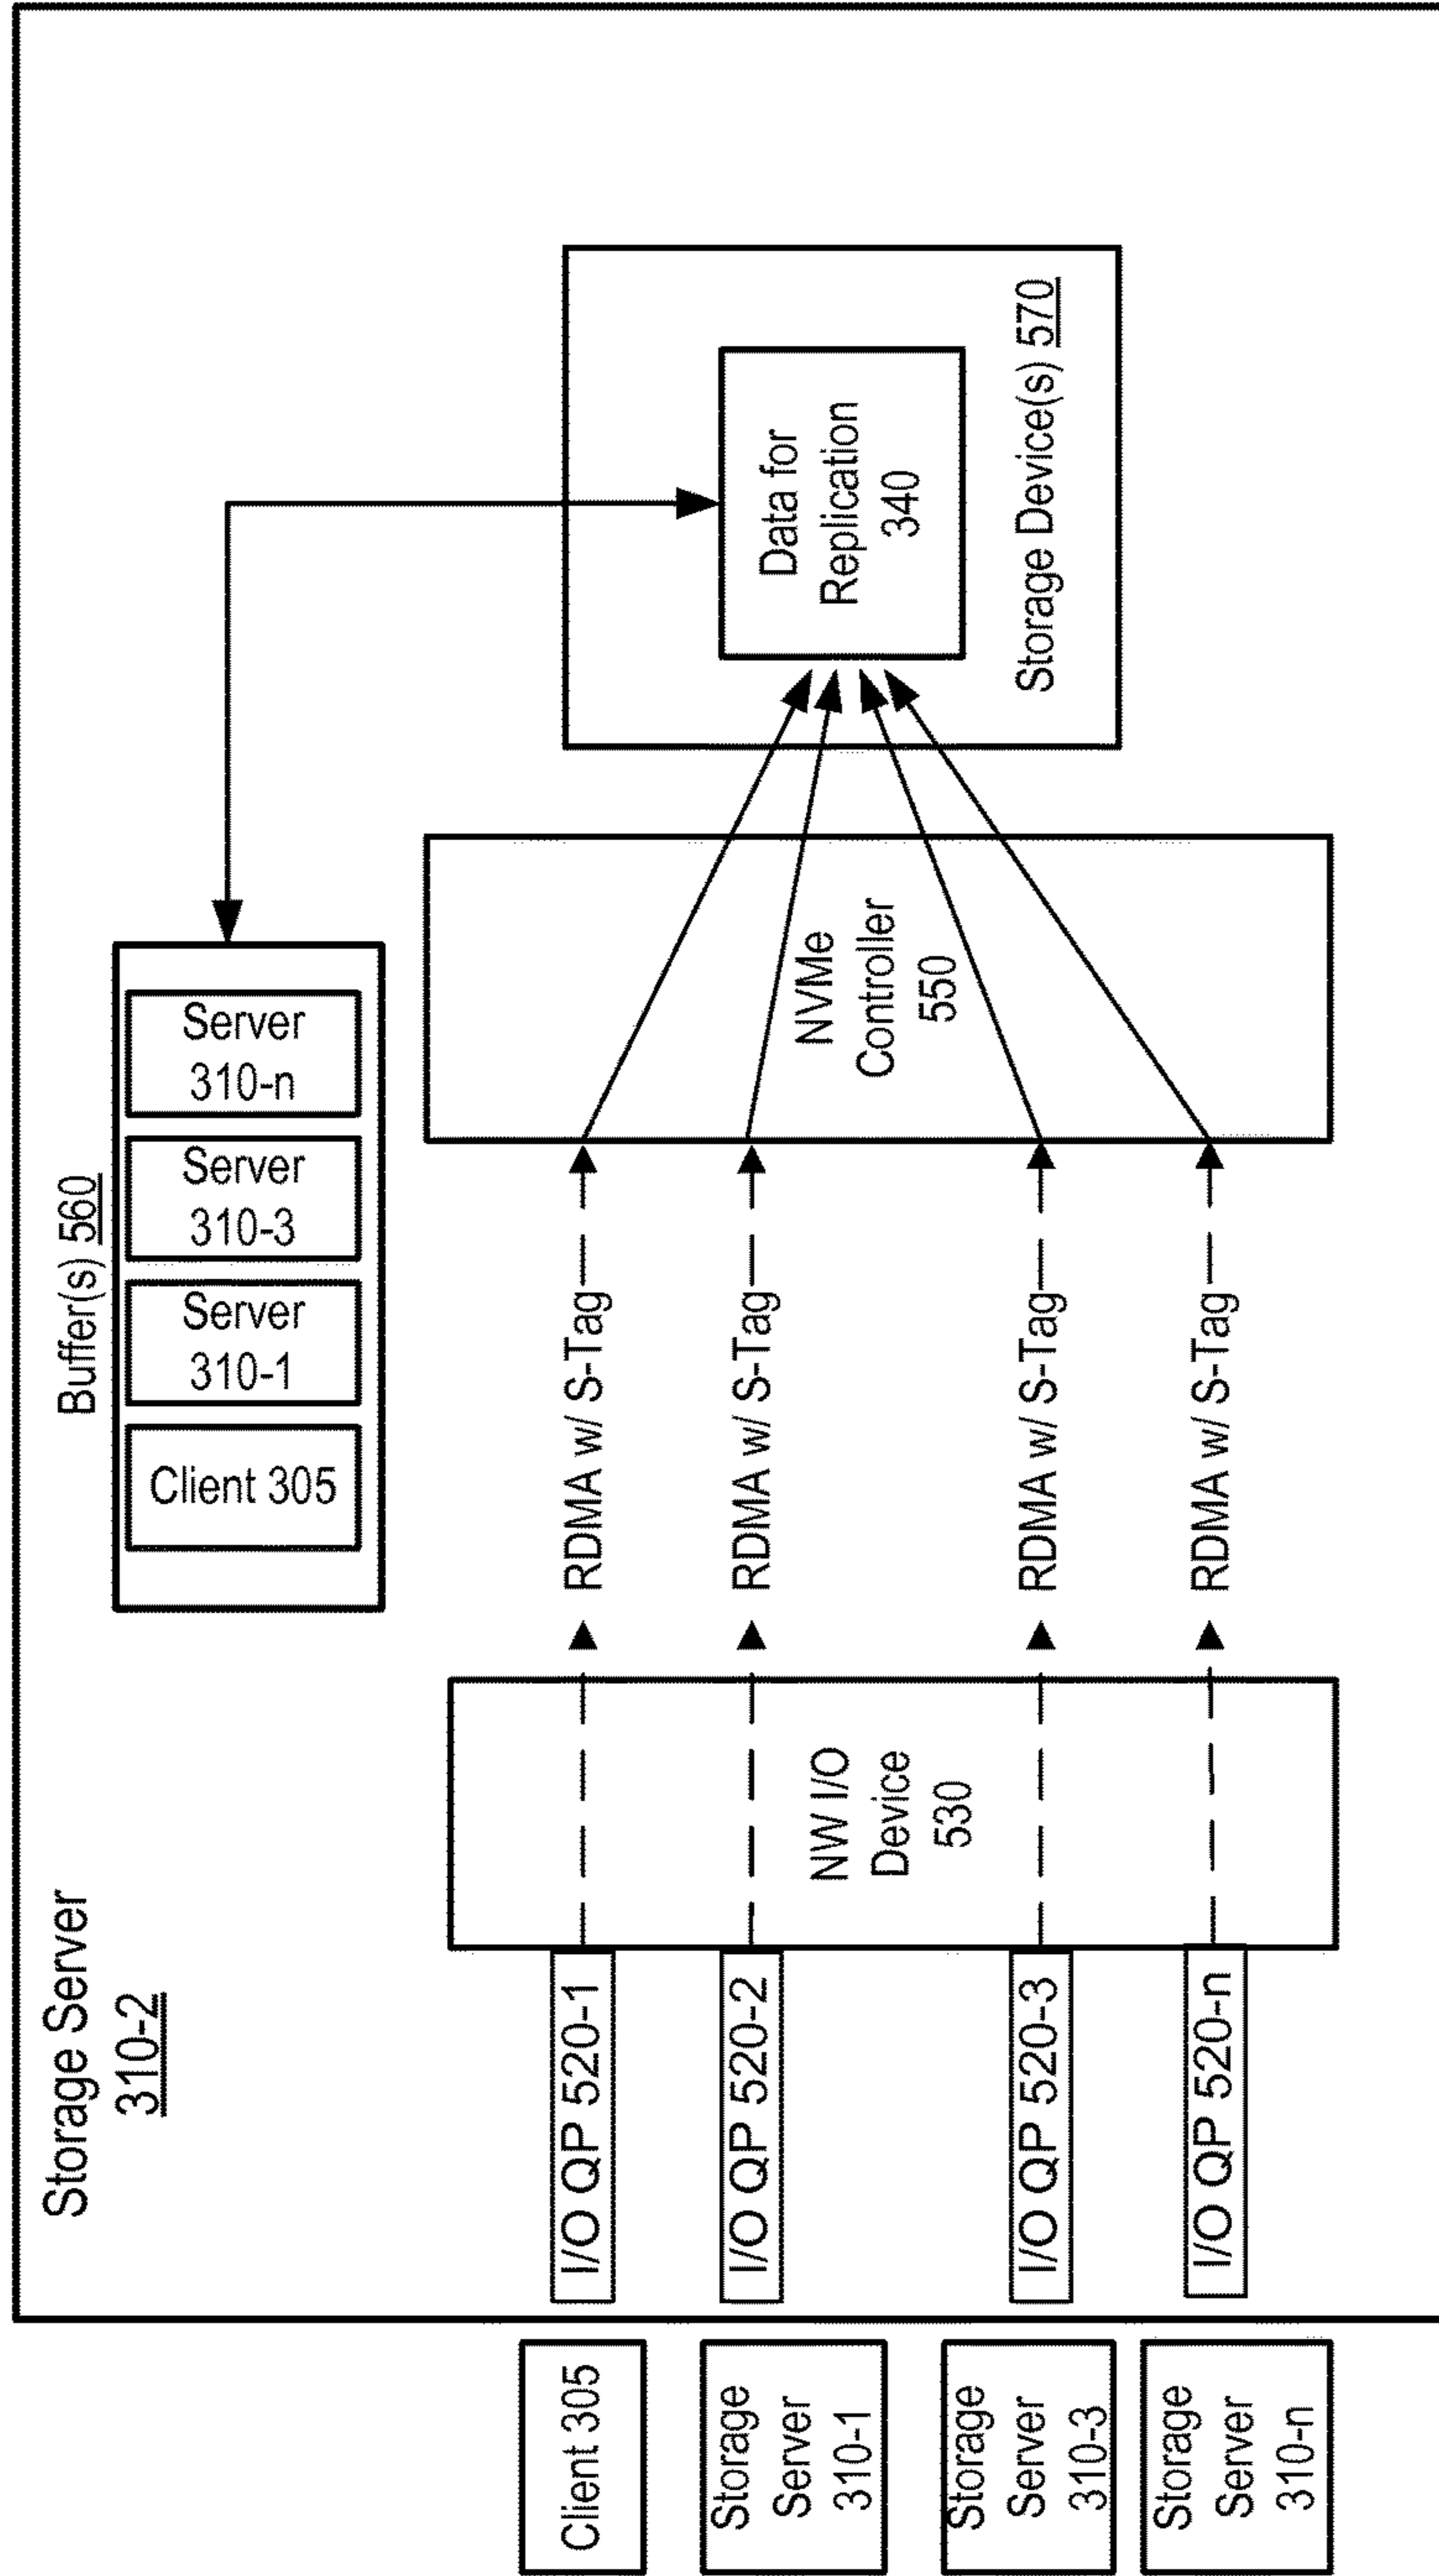 Storage Server
310-2
Buffer(s) 560
Client 305
Server
310-1
Server
310-3
Server
310-n
Client 305
I/O QP 520-1
RDMA w/ S-Tag
Storage
Server
310-1
I/O QP 520-2
RDMA w/ S-Tag
NW I/O
Device
530
NVMe
Controller
550
Data for
Replication
340
Storage
Server
310-3
I/O QP 520-3
RDMA w/ S-Tag
Storage Device(s) 570
Storage
Server
310-n
I/O QP 520-n
RDMA w/ S-Tag